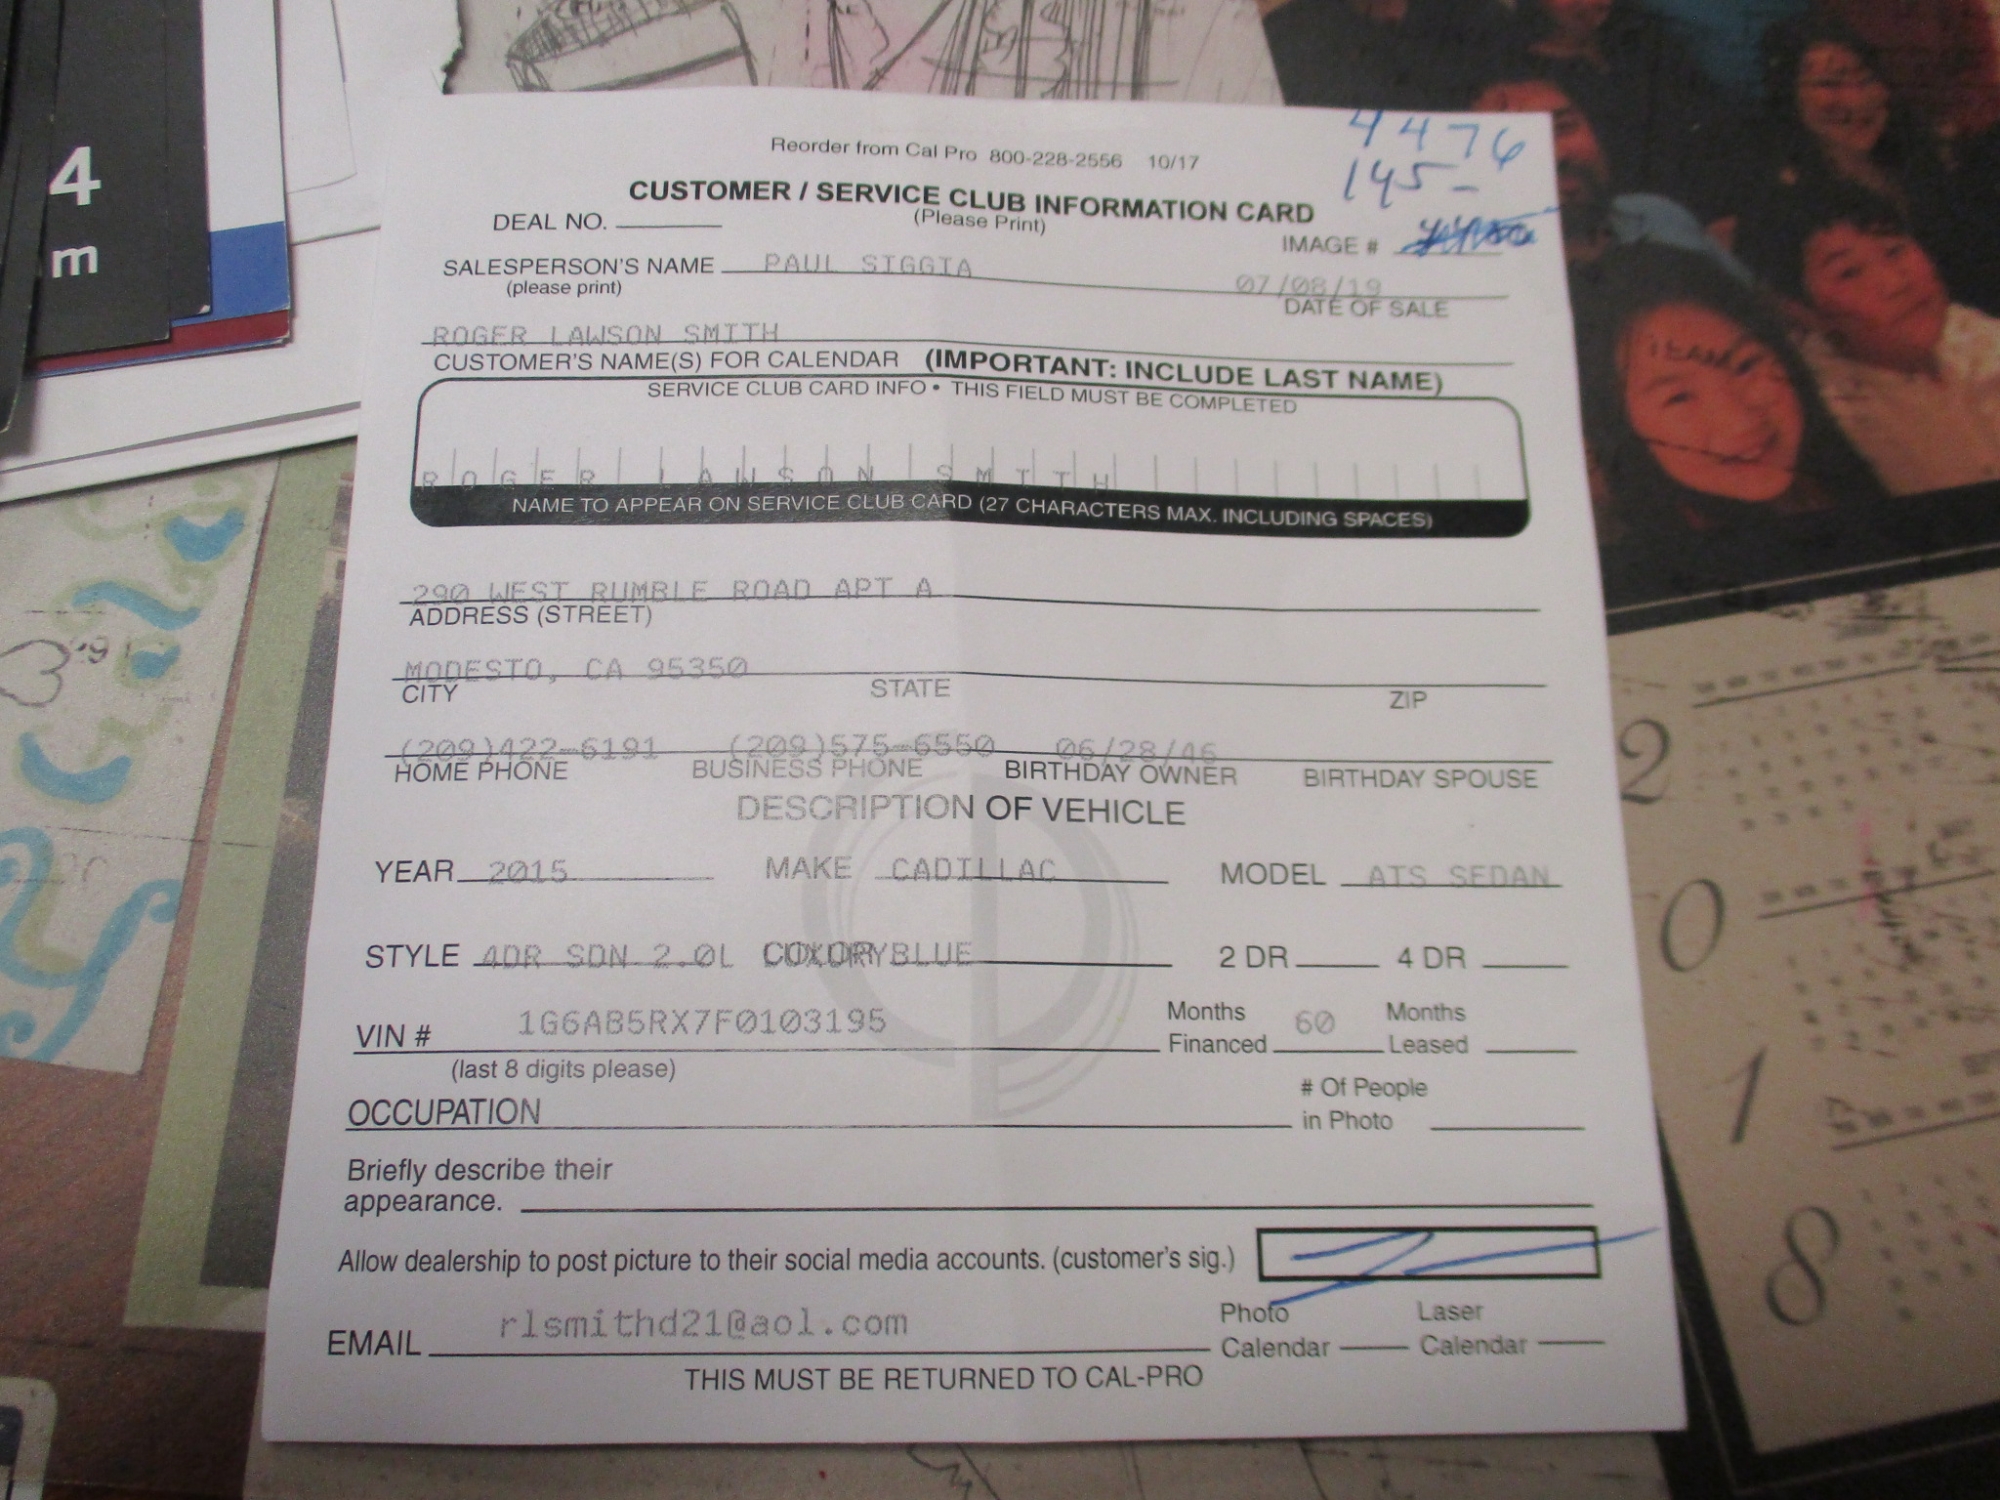 4
m
4476
145-
Reorder from Cal Pro 800-228-2556 10/17
CUSTOMER / SERVICE CLUB INFORMATION CARD
(Please Print)
DEAL NO.
IMAGE #
SALESPERSON'S NAME PAUL SIGGIA
(please print)
07/08/19
DATE OF SALE
ROGER LAWSON SMITH
CUSTOMER'S NAME(S) FOR CALENDAR (IMPORTANT: INCLUDE LAST NAME)
SERVICE CLUB CARD INFO • THIS FIELD MUST BE COMPLETED
ROGER LAWSON SMITH
NAME TO APPEAR ON SERVICE CLUB CARD (27 CHARACTERS MAX. INCLUDING SPACES)
290 WEST RUMBLE ROAD APT A
ADDRESS (STREET)
MODESTO, CA 95350
CITY STATE ZIP
(209)422-6191 (209)575-6550 06/28/46
HOME PHONE BUSINESS PHONE BIRTHDAY OWNER BIRTHDAY SPOUSE
DESCRIPTION OF VEHICLE
YEAR 2015 MAKE CADILLAC MODEL ATS SEDAN
STYLE 4DR SDN 2.0L BLUE 2 DR 4 DR
VIN # 1G6AB5RX7F0103195 Months Financed 60 Months Leased
(last 8 digits please)
OCCUPATION # Of People in Photo
Briefly describe their
appearance.
Allow dealership to post picture to their social media accounts. (customer's sig.)
EMAIL rlsmithd21@aol.com Photo Calendar Laser Calendar
THIS MUST BE RETURNED TO CAL-PRO
2
0
1
8